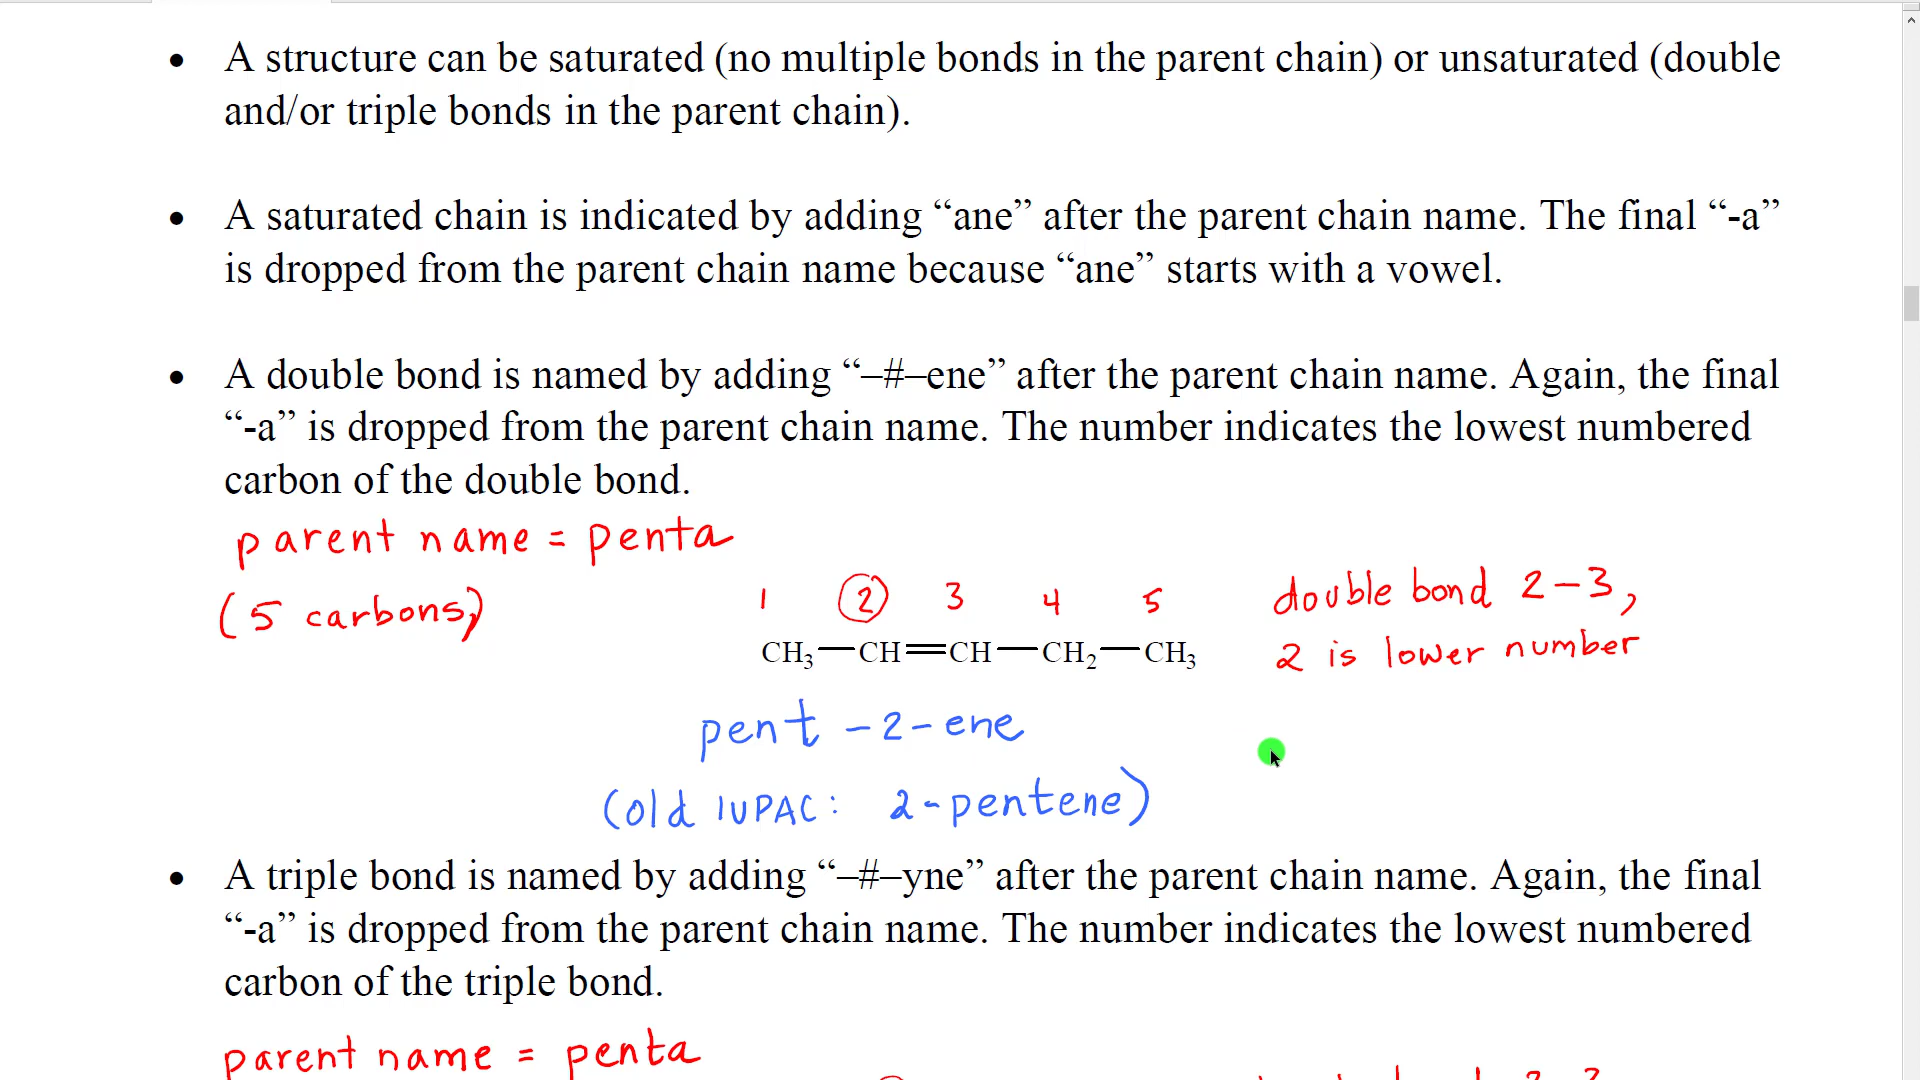 • A structure can be saturated (no multiple bonds in the parent chain) or unsaturated (double
and/or triple bonds in the parent chain).
• A saturated chain is indicated by adding “ane” after the parent chain name. The final “-a”
is dropped from the parent chain name because “ane” starts with a vowel.
• A double bond is named by adding “–#–ene” after the parent chain name. Again, the final
“-a” is dropped from the parent chain name. The number indicates the lowest numbered
carbon of the double bond.
parent name = penta
(5 carbons)
1 2 3 4 5
double bond 2-3,
CH₃—CH=CH—CH₂—CH₃
2 is lower number
pent -2-ene
(old IUPAC: 2-pentene)
• A triple bond is named by adding “–#–yne” after the parent chain name. Again, the final
“-a” is dropped from the parent chain name. The number indicates the lowest numbered
carbon of the triple bond.
parent name = penta